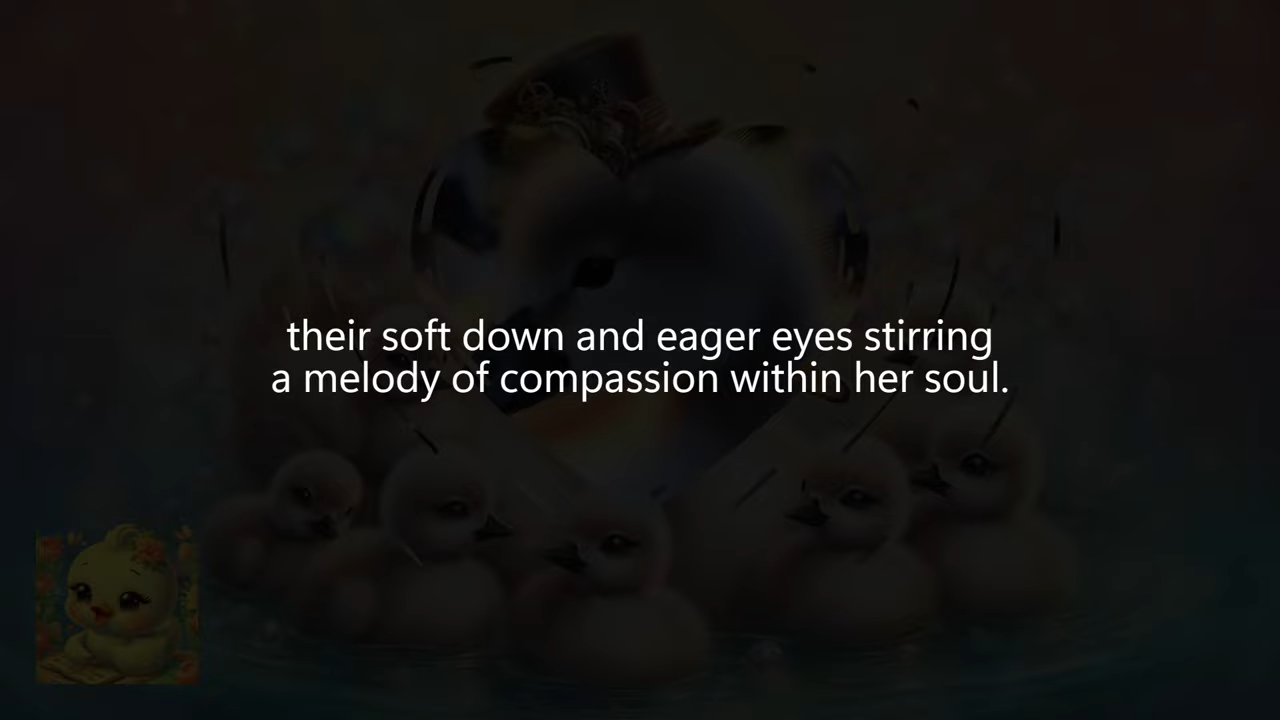 their soft down and eager eyes stirring
a melody of compassion within her soul.